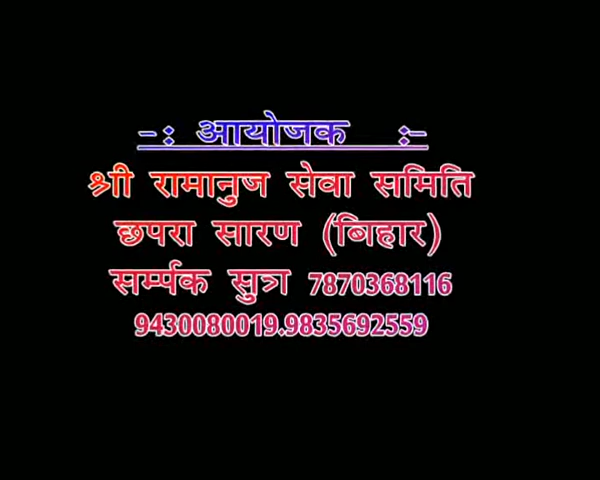 -: आयोजक :-
श्री रामानुज सेवा समिति
छपरा सारण (बिहार)
सर्म्पक सुत्रा 7870368116
9430080019.9835692559